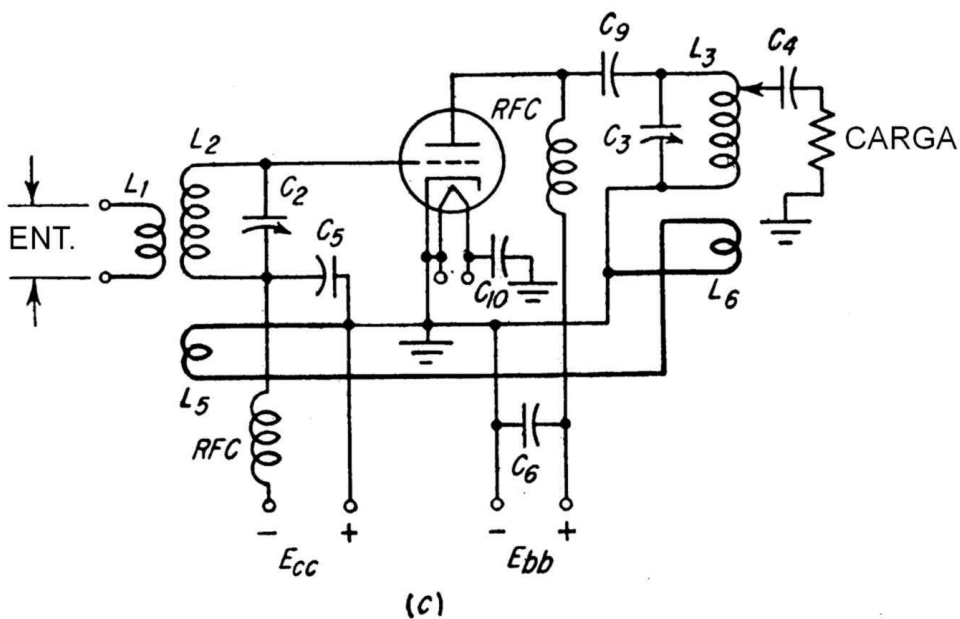 C9
L3
C4
RFC
L2
C3
CARGA
L1
C2
ENT.
C5
C10
L6
L5
RFC
C6
- +
- +
Ecc
Ebb
(c)